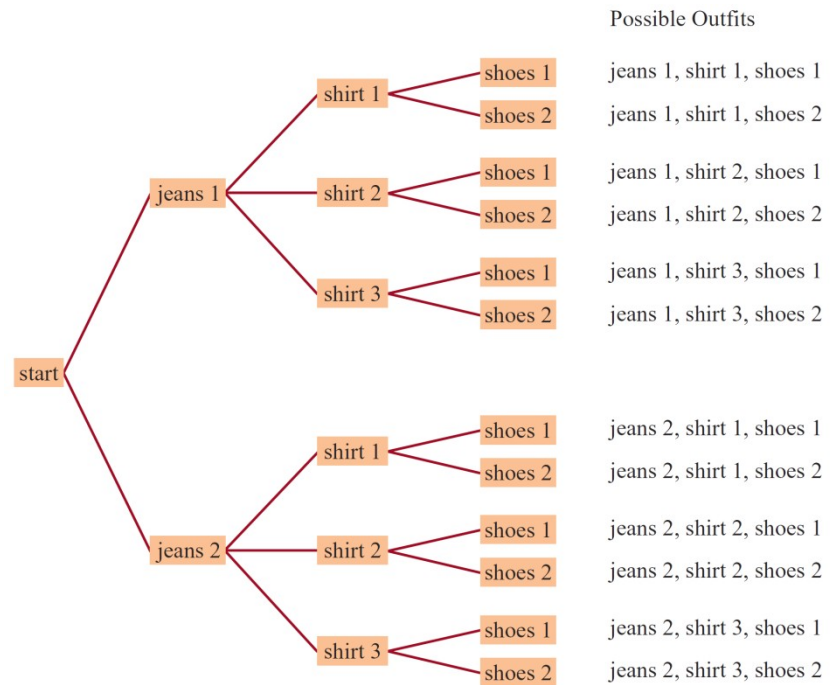 Possible Outfits
shoes 1 jeans 1, shirt 1, shoes 1
shirt 1
shoes 2 jeans 1, shirt 1, shoes 2
shoes 1 jeans 1, shirt 2, shoes 1
jeans 1 shirt 2
shoes 2 jeans 1, shirt 2, shoes 2
shoes 1 jeans 1, shirt 3, shoes 1
shirt 3
shoes 2 jeans 1, shirt 3, shoes 2
start
shoes 1 jeans 2, shirt 1, shoes 1
shirt 1
shoes 2 jeans 2, shirt 1, shoes 2
shoes 1 jeans 2, shirt 2, shoes 1
jeans 2 shirt 2
shoes 2 jeans 2, shirt 2, shoes 2
shoes 1 jeans 2, shirt 3, shoes 1
shirt 3
shoes 2 jeans 2, shirt 3, shoes 2